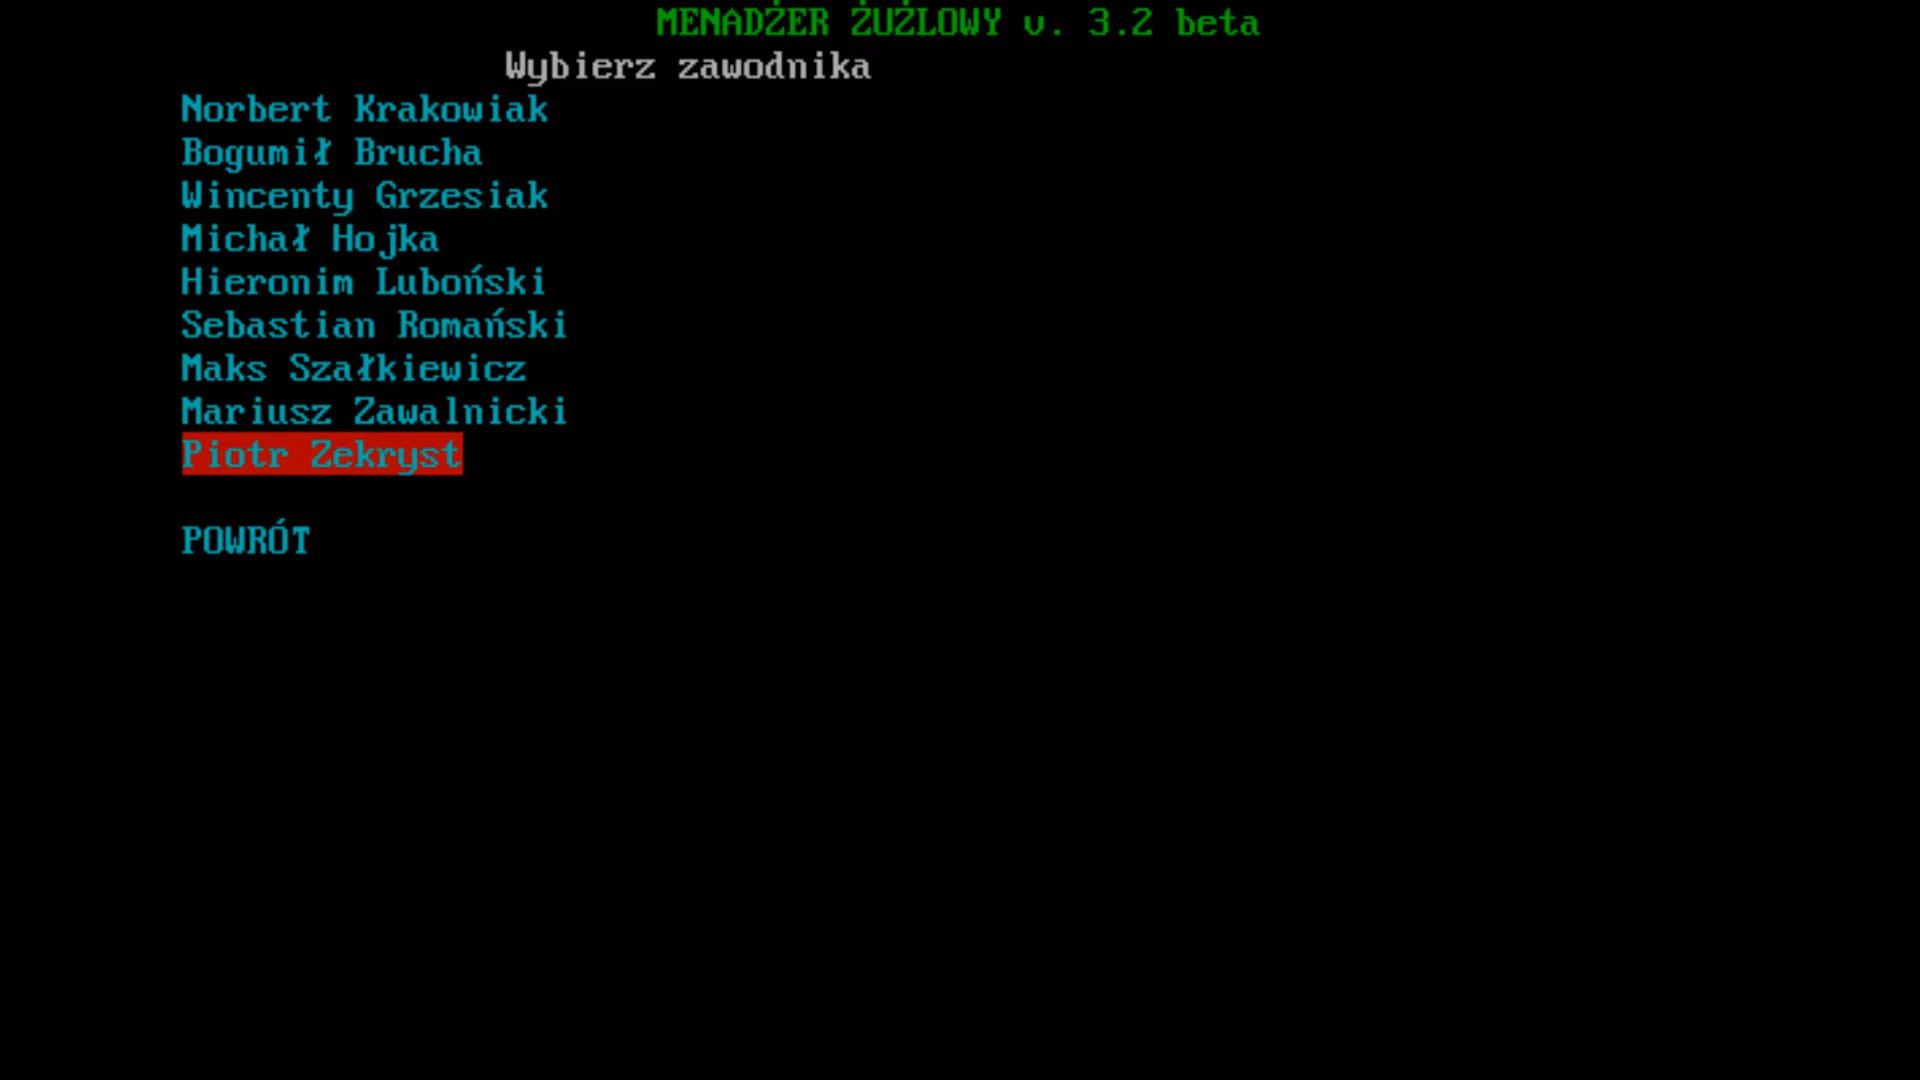 MENADŻER ŻUŻLOWY v. 3.2 beta
Wybierz zawodnika
Norbert Krakowiak
Bogumił Brucha
Wincenty Grzesiak
Michał Hojka
Hieronim Luboński
Sebastian Romański
Maks Szałkiewicz
Mariusz Zawalnicki
Piotr Zekryst
POWRÓT